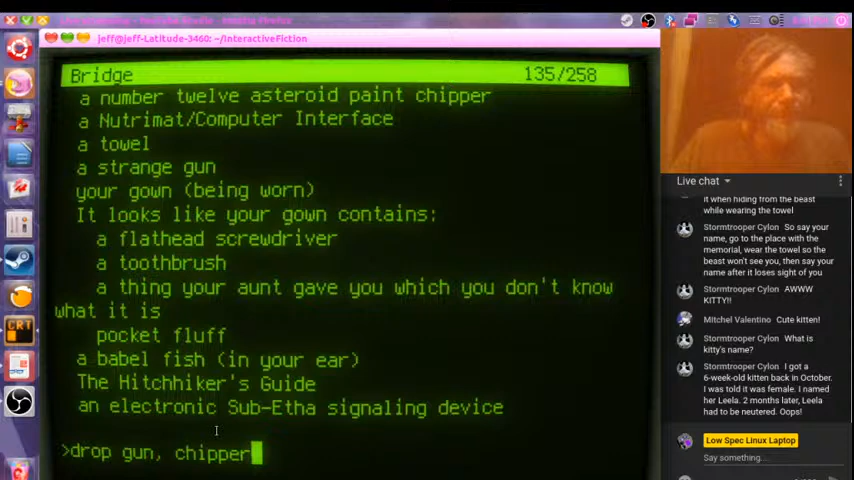 jeff@jeff-Latitude-3460: ~/InteractiveFiction
Bridge 135/258
a number twelve asteroid paint chipper
a Nutrimat/Computer Interface
a towel
a strange gun
your gown (being worn)
It looks like your gown contains:
a flathead screwdriver
a toothbrush
a thing your aunt gave you which you don't know
what it is
pocket fluff
a babel fish (in your ear)
The Hitchhiker's Guide
an electronic Sub-Etha signaling device
>drop gun, chipper
CRT
Live chat
it when hiding from the beast
while wearing the towel
Stormtrooper Cylon So say your
name, go to the place with the
memorial, wear the towel so the
beast won't see you, then say your
name after it loses sight of you
Stormtrooper Cylon AWWW
KITTY!!
Mitchel Valentino Cute kitten!
Stormtrooper Cylon What is
kitty's name?
Stormtrooper Cylon I got a
6-week-old kitten back in October.
I was told it was female. I named
her Leela. 2 months later, Leela
had to be neutered. Oops!
Low Spec Linux Laptop
Say something...